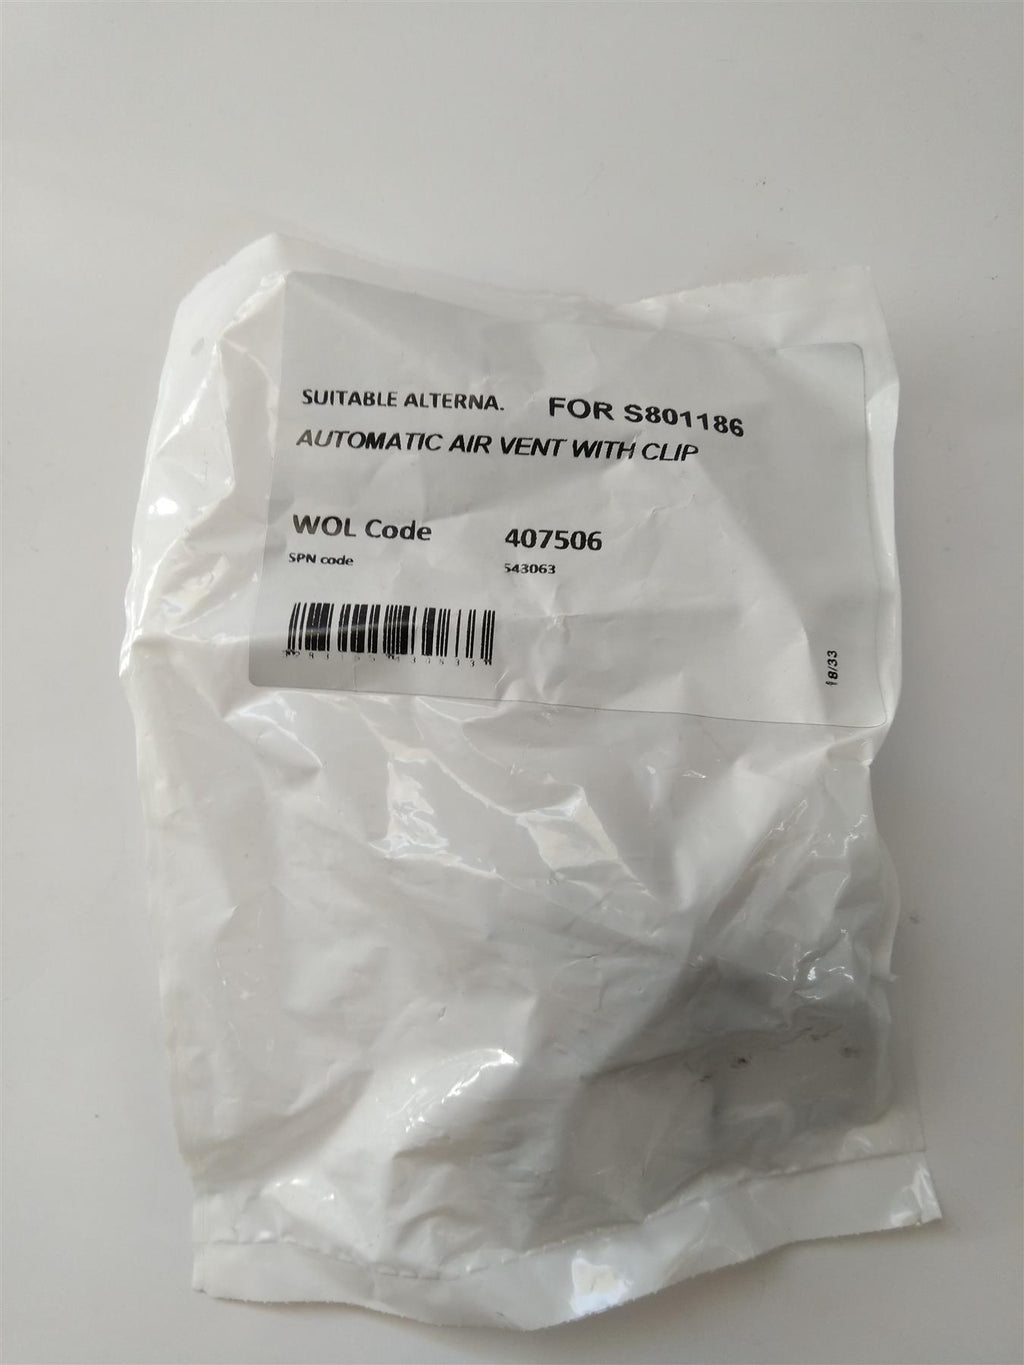 SUITABLE ALTERNA. FOR S801186
AUTOMATIC AIR VENT WITH CLIP
WOL Code 407506
SPN code 543063
18/33